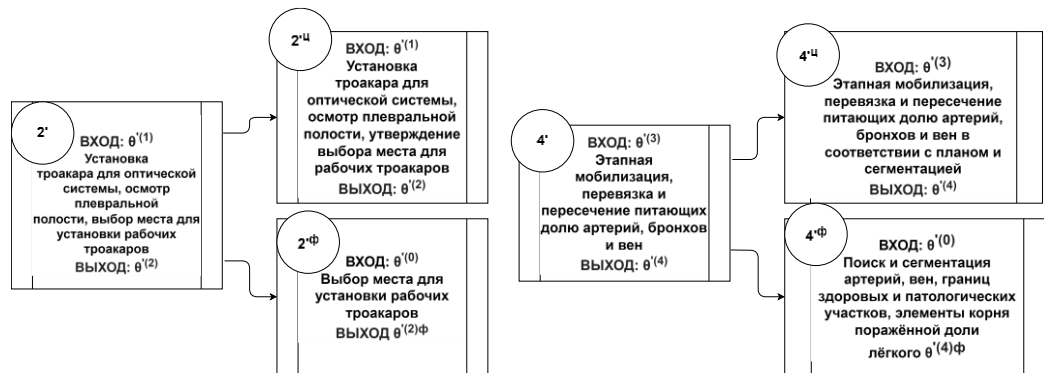 2'
ВХОД: θ'(1)
Установка
троакара для оптической
системы, осмотр
плевральной
полости, выбор места для
установки рабочих
троакаров
ВЫХОД: θ'(2)
2'ц
ВХОД: θ'(1)
Установка
троакара для
оптической системы,
осмотр плевральной
полости, утверждение
выбора места для
рабочих троакаров
ВЫХОД: θ'(2)
2'ф
ВХОД: θ'(0)
Выбор места для
установки рабочих
троакаров
ВЫХОД θ'(2)ф
4'
ВХОД: θ'(3)
Этапная
мобилизация,
перевязка и
пересечение питающих
долю артерий, бронхов
и вен
ВЫХОД: θ'(4)
4'ц
ВХОД: θ'(3)
Этапная мобилизация,
перевязка и пересечение
питающих долю артерий,
бронхов и вен в
соответствии с планом и
сегментацией
ВЫХОД: θ'(4)
4'ф
ВХОД: θ'(0)
Поиск и сегментация
артерий, вен, границ
здоровых и патологических
участков, элементы корня
поражённой доли
лёгкого θ'(4)ф